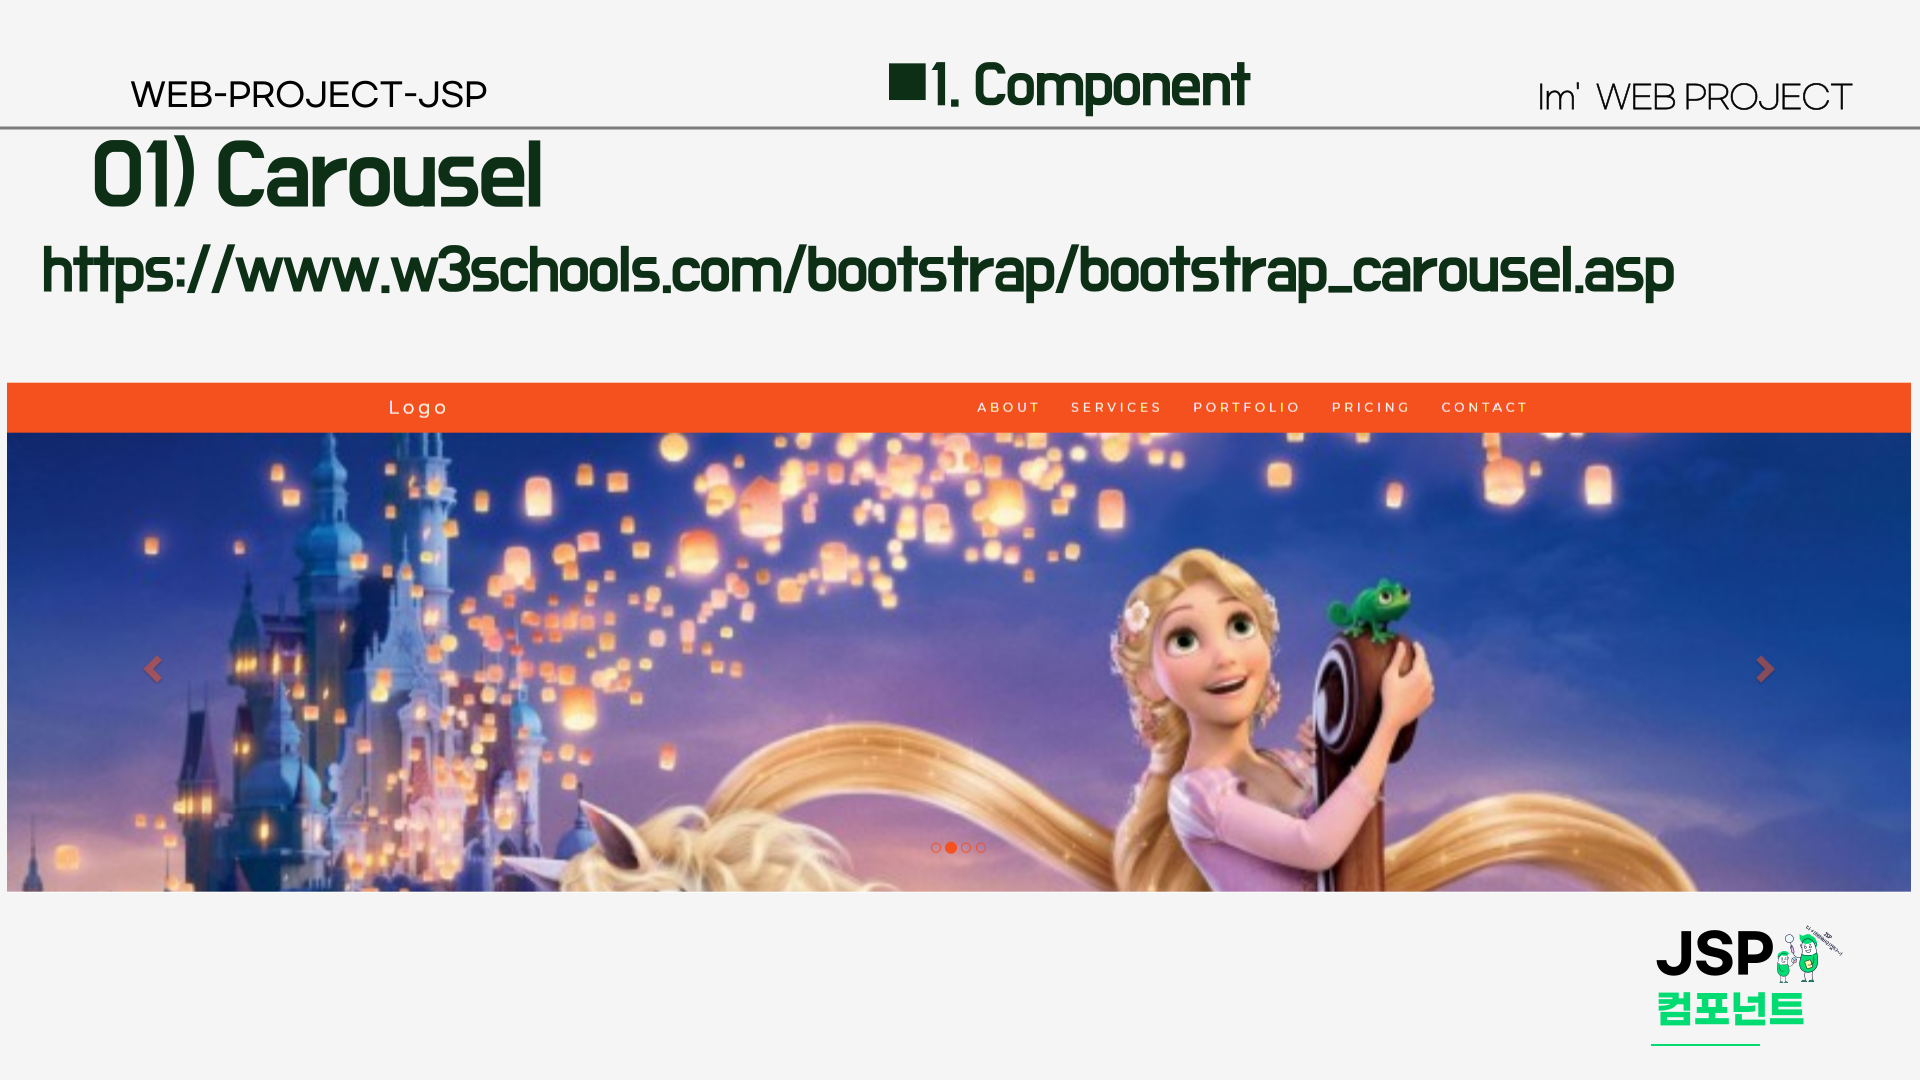 WEB-PROJECT-JSP
■1. Component
Im' WEB PROJECT
01) Carousel
https://www.w3schools.com/bootstrap/bootstrap_carousel.asp
Logo
ABOUT SERVICES PORTFOLIO PRICING CONTACT
JSP
컴포넌트